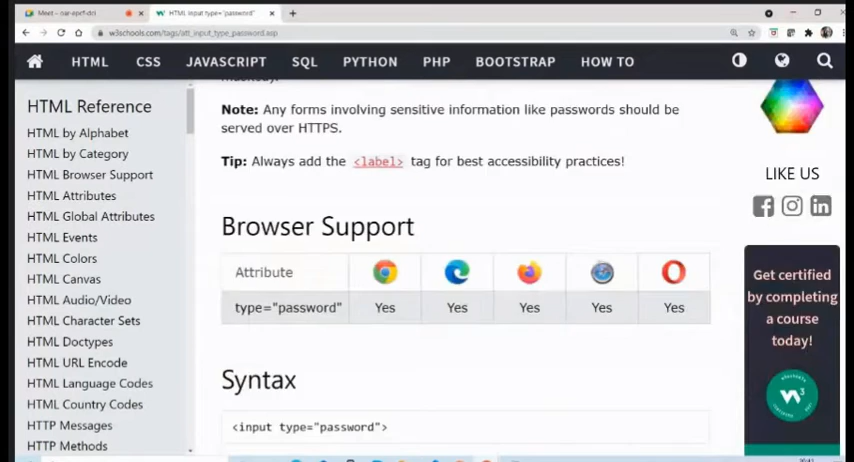 HTML input type="password"
w3schools.com/tags/att_input_type_password.asp
HTML CSS JAVASCRIPT SQL PYTHON PHP BOOTSTRAP HOW TO
HTML Reference
HTML by Alphabet
HTML by Category
HTML Browser Support
HTML Attributes
HTML Global Attributes
HTML Events
HTML Colors
HTML Canvas
HTML Audio/Video
HTML Character Sets
HTML Doctypes
HTML URL Encode
HTML Language Codes
HTML Country Codes
HTTP Messages
HTTP Methods
Note: Any forms involving sensitive information like passwords should be
served over HTTPS.
Tip: Always add the <label> tag for best accessibility practices!
Browser Support
Attribute
type="password" Yes Yes Yes Yes Yes
Syntax
<input type="password">
LIKE US
Get certified
by completing
a course
today!